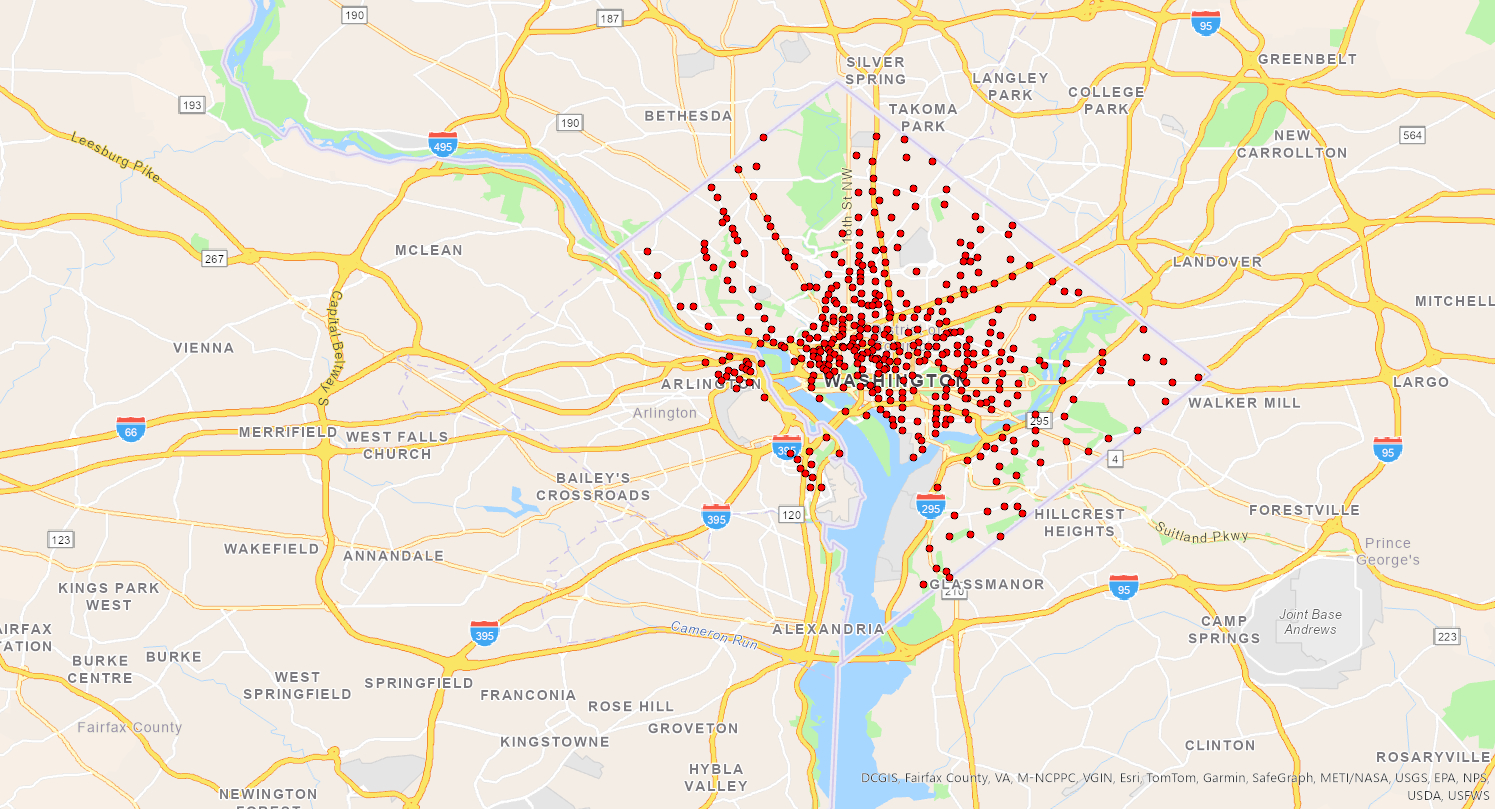 190
187
95
SILVER
SPRING
GREENBELT
LANGLEY
PARK
COLLEGE
PARK
193
BETHESDA
TAKOMA
PARK
190
564
NEW
CARROLLTON
495
Leesburg Pike
16th St NW
MCLEAN
267
LANDOVER
MITCHELL
Capital Beltway S
VIENNA
WASHINGTON
ARLINGTON
LARGO
Arlington
WALKER MILL
66
295
MERRIFIELD
WEST FALLS
CHURCH
395
95
4
BAILEY'S
CROSSROADS
295
395
120
HILLCREST
HEIGHTS
FORESTVILLE
Suitland Pkwy
123
WAKEFIELD
ANNANDALE
Prince
George's
KINGS PARK
WEST
GLASSMANOR
210
95
Joint Base
Andrews
CAMP
SPRINGS
AIRFAX
TATION
395
Cameron Run
ALEXANDRIA
223
BURKE
CENTRE
BURKE
WEST
SPRINGFIELD
SPRINGFIELD
FRANCONIA
ROSE HILL
Fairfax County
GROVETON
KINGSTOWNE
CLINTON
ROSARYVILLE
HYBLA
VALLEY
NEWINGTON
FOREST
DCGIS, Fairfax County, VA, M-NCPPC, VGIN, Esri, TomTom, Garmin, SafeGraph, METI/NASA, USGS, EPA, NPS,
USDA, USFWS